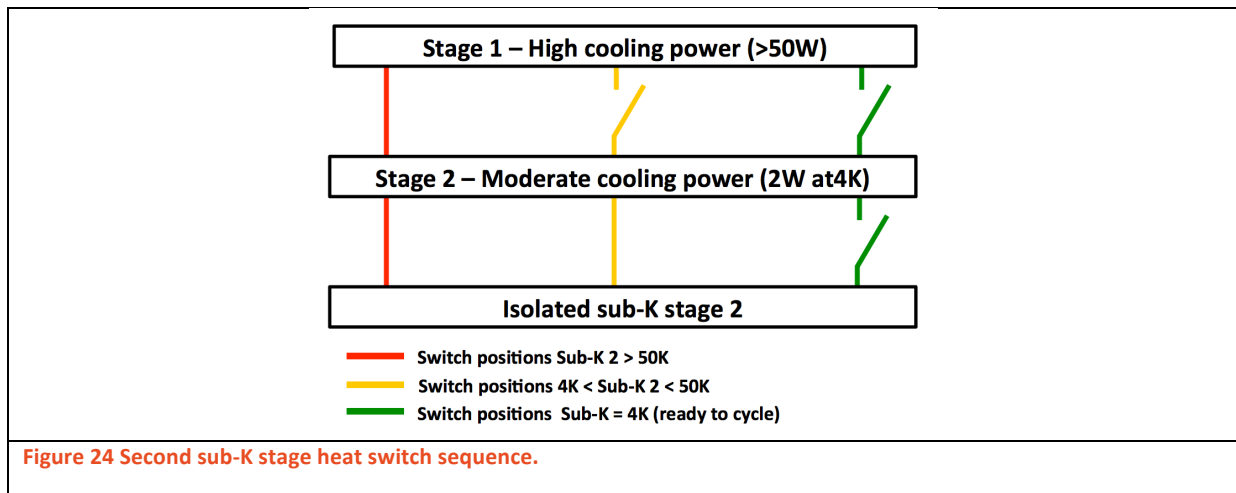 Stage 1 – High cooling power (>50W)
Stage 2 – Moderate cooling power (2W at4K)
Isolated sub-K stage 2
Switch positions Sub-K 2 > 50K
Switch positions 4K < Sub-K 2 < 50K
Switch positions Sub-K = 4K (ready to cycle)
Figure 24 Second sub-K stage heat switch sequence.